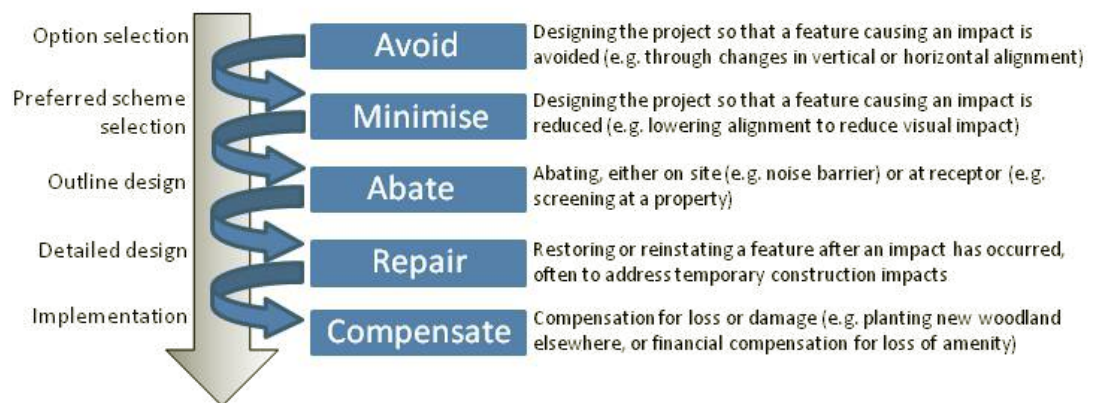 Option selection
Avoid
Designing the project so that a feature causing an impact is
avoided (e.g. through changes in vertical or horizontal alignment)
Preferred scheme
selection
Minimise
Designing the project so that a feature causing an impact is
reduced (e.g. lowering alignment to reduce visual impact)
Outline design
Abate
Abating, either on site (e.g. noise barrier) or at receptor (e.g.
screening at a property)
Detailed design
Repair
Restoring or reinstating a feature after an impact has occurred,
often to address temporary construction impacts
Implementation
Compensate
Compensation for loss or damage (e.g. planting new woodland
elsewhere, or financial compensation for loss of amenity)